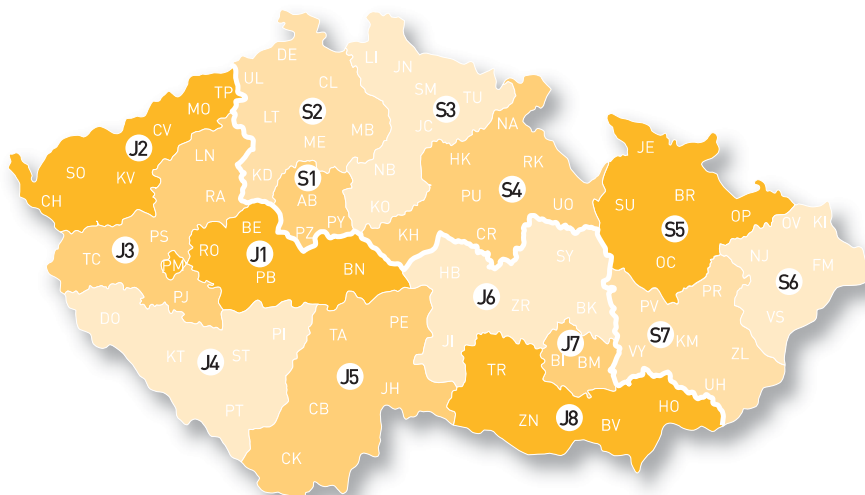 DE
LI
JN
UL
CL
SM
TU
TP
MO
LT
S2
S3
NA
CV
MB
JC
J2
ME
JE
LN
HK
RK
SO
KV
KD
S1
NB
S4
BR
CH
RA
AB
KO
PU
UO
SU
OP
OV
KI
PS
BE
PZ
PY
KH
CR
S5
TC
J3
RO
J1
SY
OC
NJ
FM
PM
PB
BN
HB
S6
PJ
J6
ZR
PR
DO
BK
PV
VS
PI
TA
PE
KT
J4
ST
JI
J7
VY
S7
KM
ZL
J5
TR
BI
BM
PT
CB
JH
UH
HO
ZN
J8
BV
CK